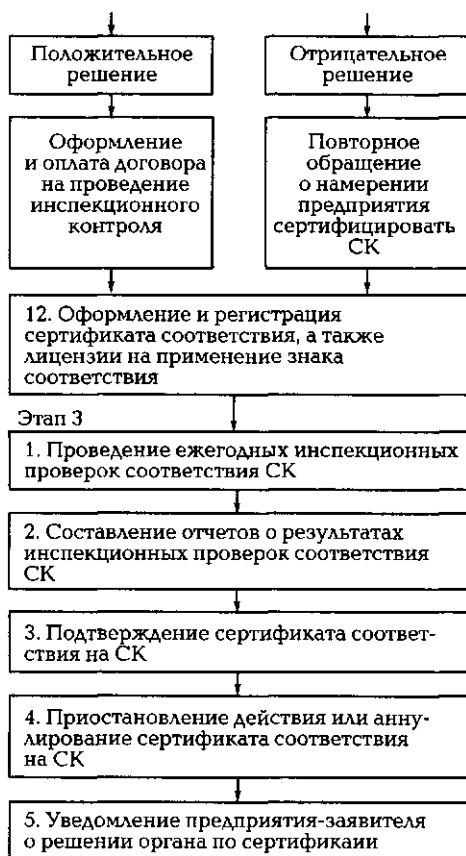 Положительное
решение
Отрицательное
решение
Оформление
и оплата договора
на проведение
инспекционного
контроля
Повторное
обращение
о намерении
предприятия
сертифицировать
СК
12. Оформление и регистрация
сертификата соответствия, а также
лицензии на применение знака
соответствия
Этап 3
1. Проведение ежегодных инспекционных
проверок соответствия СК
2. Составление отчетов о результатах
инспекционных проверок соответствия
СК
3. Подтверждение сертификата соответ-
ствия на СК
4. Приостановление действия или анну-
лирование сертификата соответствия
на СК
5. Уведомление предприятия-заявителя
о решении органа по сертификаии